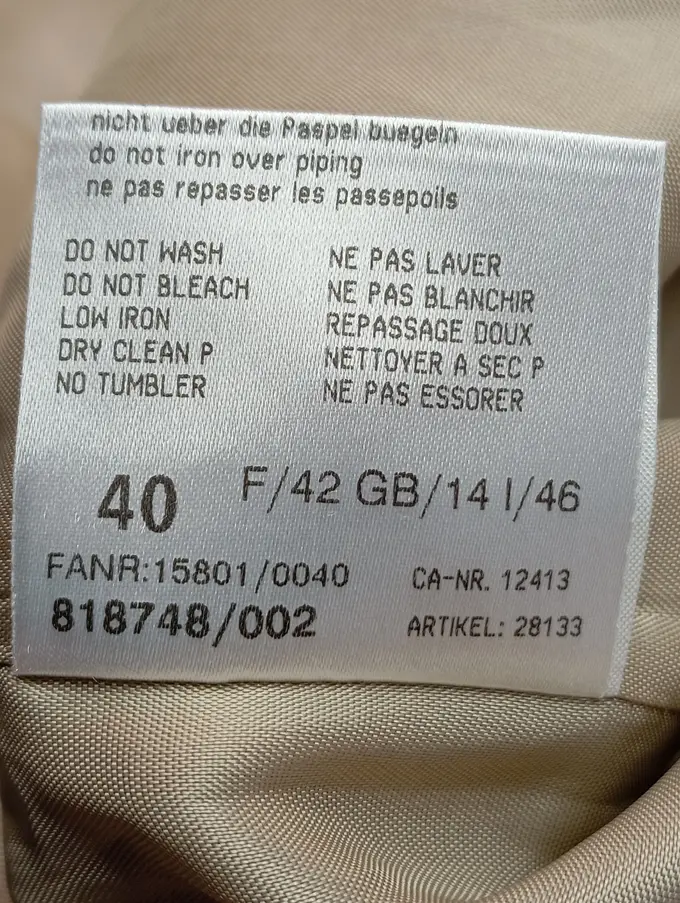 nicht ueber die Paspel buegeln
do not iron over piping
ne pas repasser les passepoils
DO NOT WASH
DO NOT BLEACH
LOW IRON
DRY CLEAN P
NO TUMBLER
NE PAS LAVER
NE PAS BLANCHIR
REPASSAGE DOUX
NETTOYER A SEC P
NE PAS ESSORER
40 F/42 GB/14 I/46
FANR:15801/0040 CA-NR. 12413
818748/002 ARTIKEL: 28133